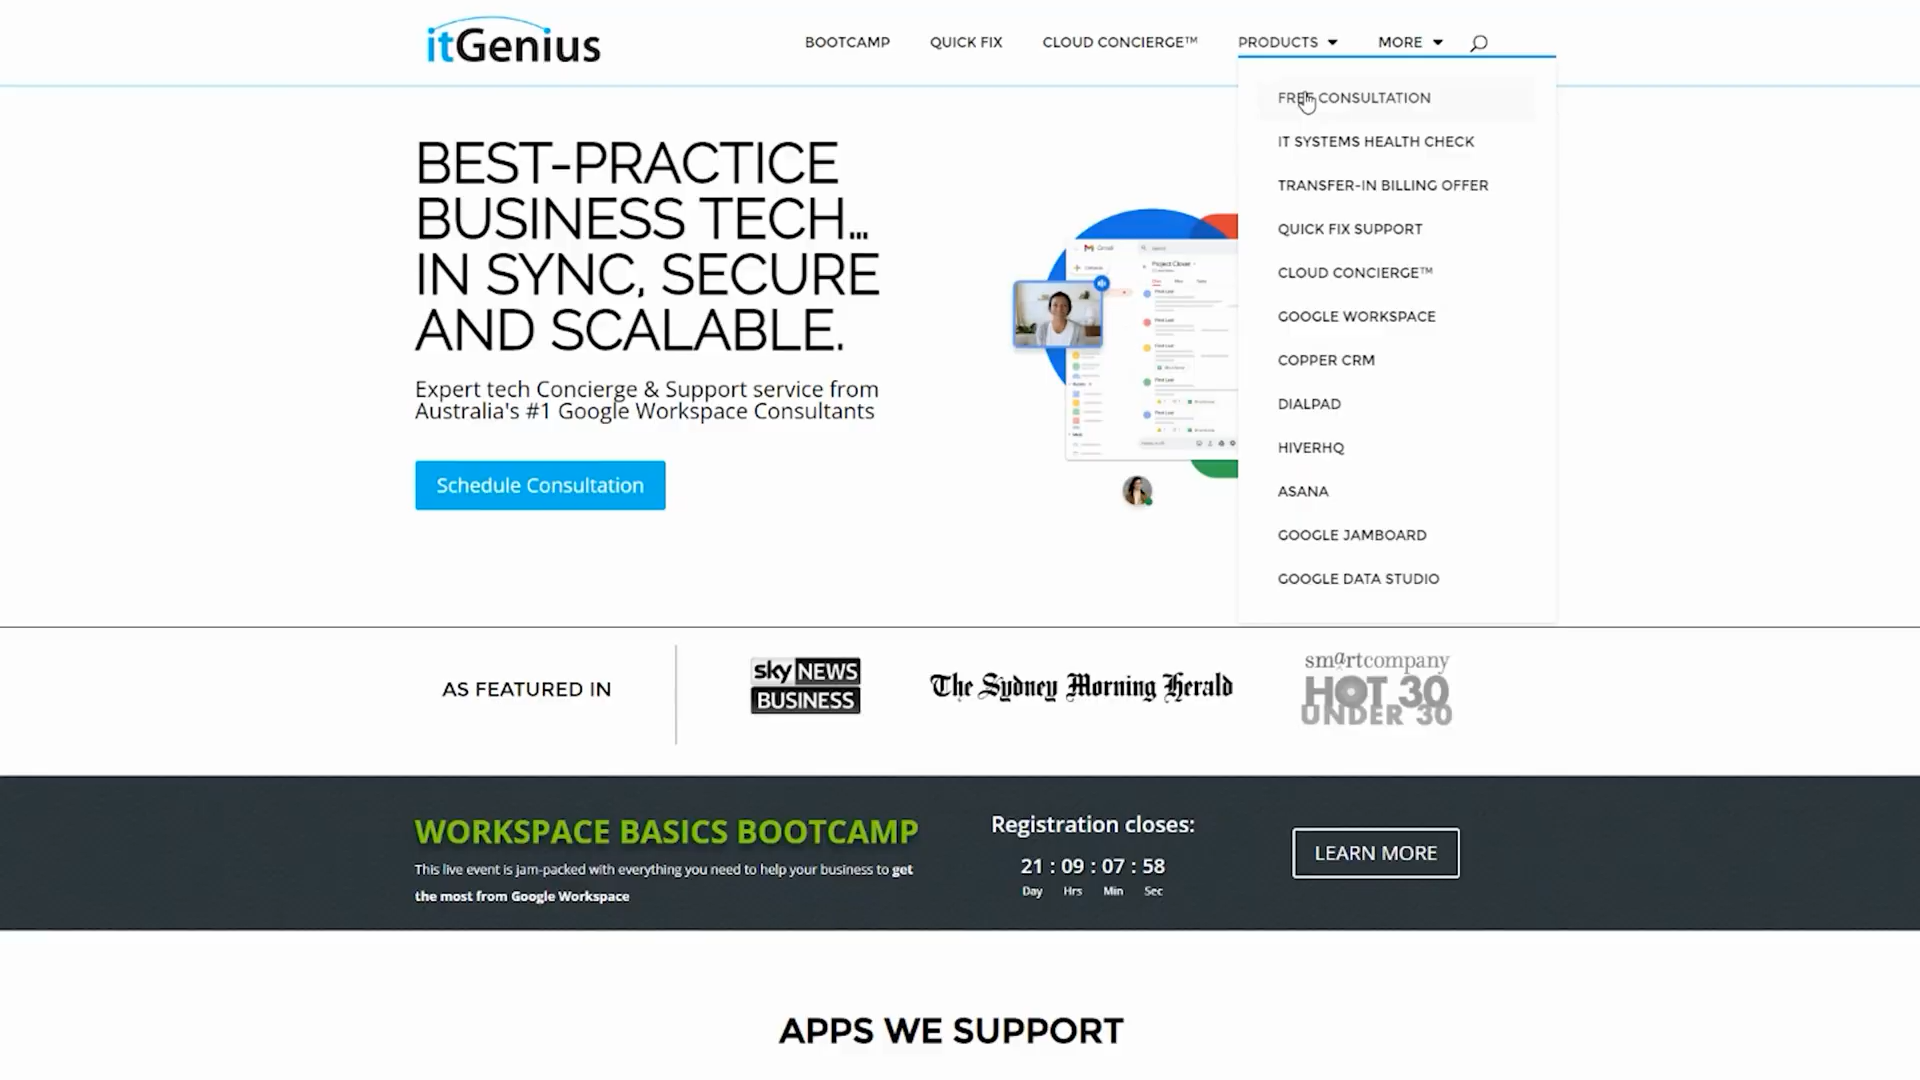 itGenius
BOOTCAMP
QUICK FIX
CLOUD CONCIERGE™
PRODUCTS
MORE
FREE CONSULTATION
IT SYSTEMS HEALTH CHECK
TRANSFER-IN BILLING OFFER
QUICK FIX SUPPORT
CLOUD CONCIERGE™
GOOGLE WORKSPACE
COPPER CRM
DIALPAD
HIVERHQ
ASANA
GOOGLE JAMBOARD
GOOGLE DATA STUDIO
BEST-PRACTICE
BUSINESS TECH...
IN SYNC, SECURE
AND SCALABLE.
Expert tech Concierge & Support service from
Australia's #1 Google Workspace Consultants
Schedule Consultation
Gmail
Project Clover
AS FEATURED IN
sky NEWS
BUSINESS
The Sydney Morning Herald
smartcompany
HOT 30
UNDER 30
WORKSPACE BASICS BOOTCAMP
This live event is jam-packed with everything you need to help your business to get
the most from Google Workspace
Registration closes:
21 : 09 : 07 : 58
Day Hrs Min Sec
LEARN MORE
APPS WE SUPPORT